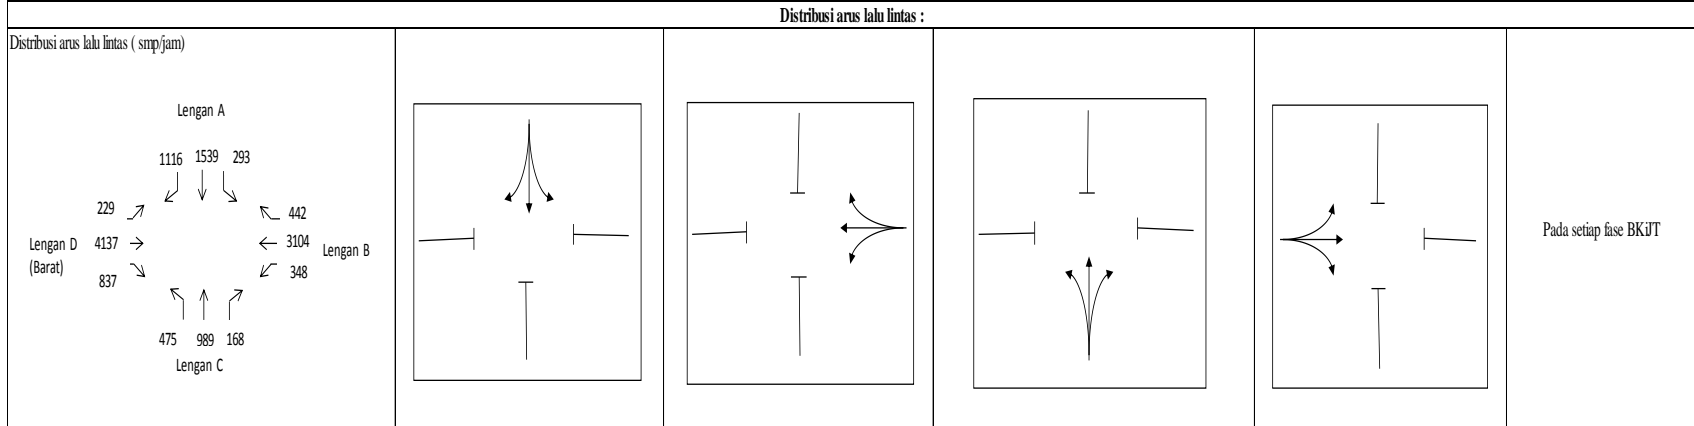 Distribusi arus lalu lintas :
Distribusi arus lalu lintas ( smp/jam)
Lengan A
1116 1539 293
229
442
Lengan D 4137
3104
Lengan B
(Barat)
837
348
475 989 168
Lengan C
Pada setiap fase BKiJT